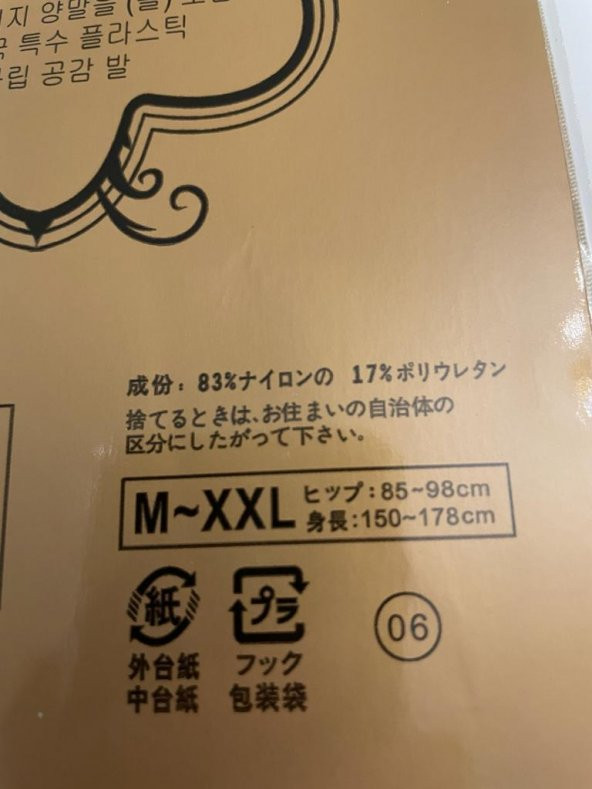 양말을 (를)
특수 플라스틱
공감 발
成份：83%ナイロンの 17%ポリウレタン
捨てるときは、お住まいの自治体の
区分にしたがって下さい。
M~XXL
ヒップ：85~98cm
身長：150~178cm
紙
外台紙
中台紙
プラ
フック
包装袋
06